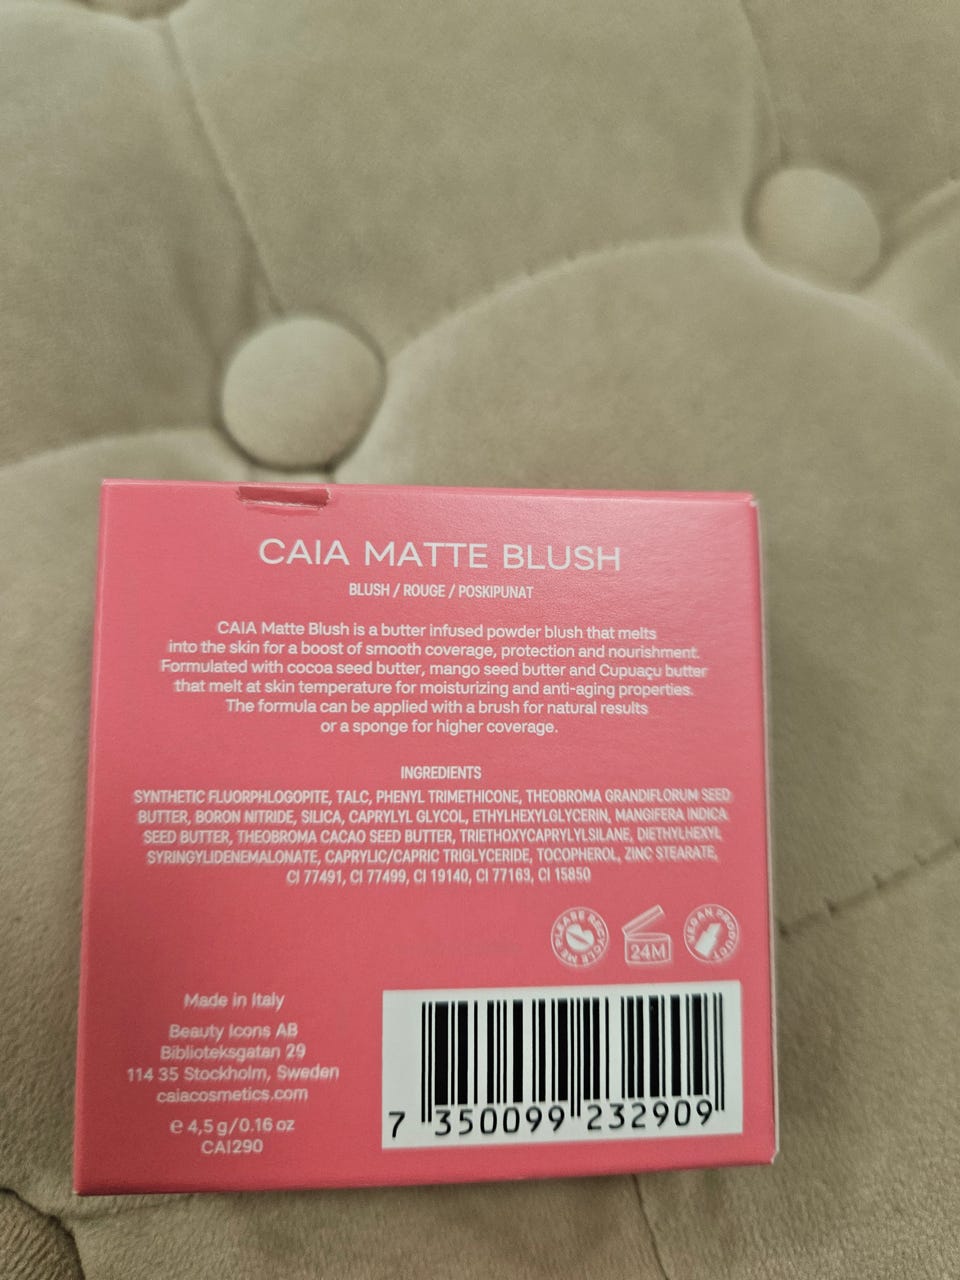 CAIA MATTE BLUSH
BLUSH / ROUGE / POSKIPUNAT
CAIA Matte Blush is a butter infused powder blush that melts
into the skin for a boost of smooth coverage, protection and nourishment.
Formulated with cocoa seed butter, mango seed butter and Cupuaçu butter
that melt at skin temperature for moisturizing and anti-aging properties.
The formula can be applied with a brush for natural results
or a sponge for higher coverage.
INGREDIENTS
SYNTHETIC FLUORPHLOGOPITE, TALC, PHENYL TRIMETHICONE, THEOBROMA GRANDIFLORUM SEED
BUTTER, BORON NITRIDE, SILICA, CAPRYLYL GLYCOL, ETHYLHEXYLGLYCERIN, MANGIFERA INDICA
SEED BUTTER, THEOBROMA CACAO SEED BUTTER, TRIETHOXYCAPRYLYLSILANE, DIETHYLHEXYL
SYRINGYLIDENEMALONATE, CAPRYLIC/CAPRIC TRIGLYCERIDE, TOCOPHEROL, ZINC STEARATE,
CI 77491, CI 77499, CI 19140, CI 77163, CI 15850
PLEASE RECYCLE ME
24M
VEGAN PRODUCT
Made in Italy
Beauty Icons AB
Biblioteksgatan 29
114 35 Stockholm, Sweden
caiacosmetics.com
e 4,5 g/0.16 oz
CAI290
7 350099 232909